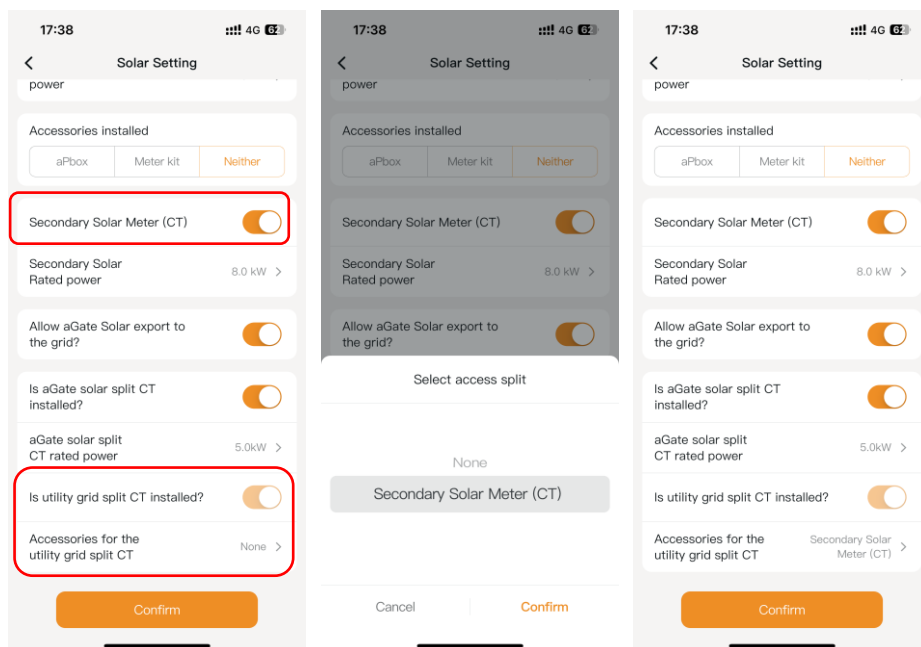 17:38
4G 62
Solar Setting
power
Accessories installed
aPbox Meter kit Neither
Secondary Solar Meter (CT)
Secondary Solar
Rated power
8.0 kW
Allow aGate Solar export to
the grid?
Is aGate solar split CT
installed?
aGate solar split
CT rated power
5.0kW
Is utility grid split CT installed?
Accessories for the
utility grid split CT
None
Confirm
17:38
4G 62
Solar Setting
power
Accessories installed
aPbox Meter kit Neither
Secondary Solar Meter (CT)
Secondary Solar
Rated power
8.0 kW
Allow aGate Solar export to
the grid?
Select access split
None
Secondary Solar Meter (CT)
Cancel Confirm
17:38
4G 62
Solar Setting
power
Accessories installed
aPbox Meter kit Neither
Secondary Solar Meter (CT)
Secondary Solar
Rated power
8.0 kW
Allow aGate Solar export to
the grid?
Is aGate solar split CT
installed?
aGate solar split
CT rated power
5.0kW
Is utility grid split CT installed?
Accessories for the
utility grid split CT
Secondary Solar
Meter (CT)
Confirm